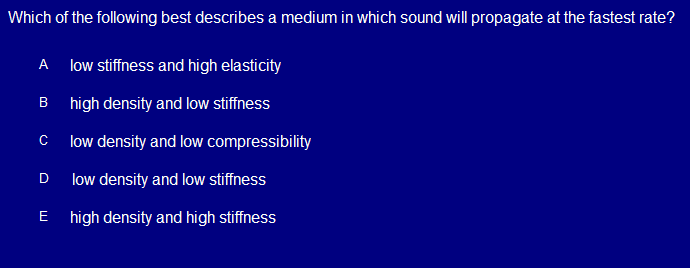 Which of the following best describes a medium in which sound will propagate at the fastest rate?
A low stiffness and high elasticity
B high density and low stiffness
C low density and low compressibility
D low density and low stiffness
E high density and high stiffness